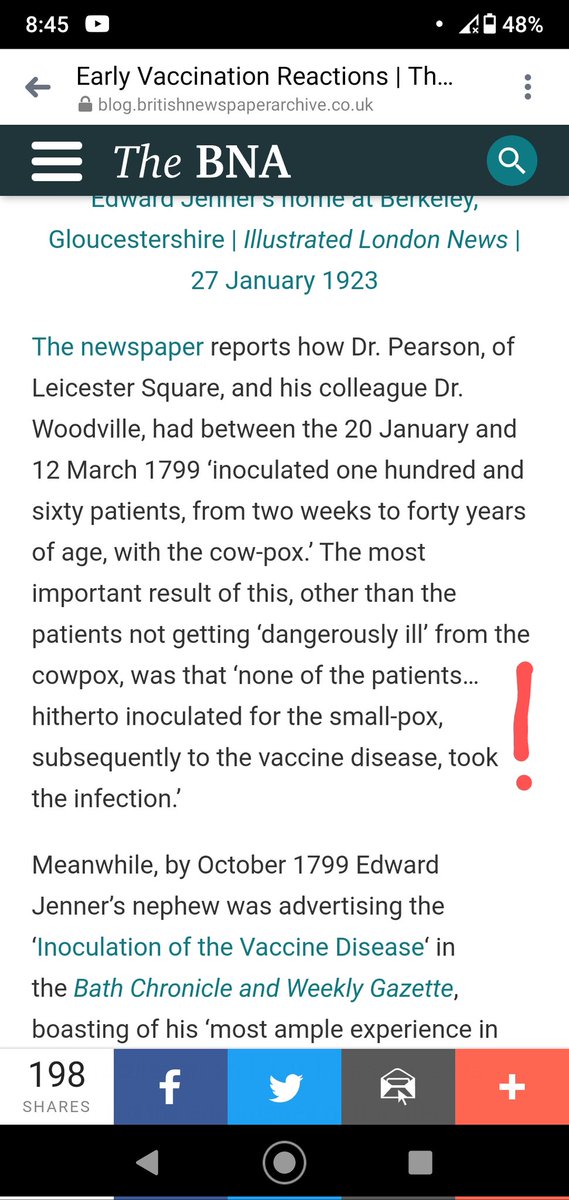 8:45 48%
Early Vaccination Reactions | Th...
blog.britishnewspaperarchive.co.uk
The BNA
Edward Jenner's home at Berkeley,
Gloucestershire | Illustrated London News |
27 January 1923
The newspaper reports how Dr. Pearson, of
Leicester Square, and his colleague Dr.
Woodville, had between the 20 January and
12 March 1799 ‘inoculated one hundred and
sixty patients, from two weeks to forty years
of age, with the cow-pox.’ The most
important result of this, other than the
patients not getting ‘dangerously ill’ from the
cowpox, was that ‘none of the patients…
hitherto inoculated for the small-pox,
subsequently to the vaccine disease, took
the infection.’
!
Meanwhile, by October 1799 Edward
Jenner’s nephew was advertising the
‘Inoculation of the Vaccine Disease‘ in
the Bath Chronicle and Weekly Gazette,
boasting of his ‘most ample experience in
198
SHARES
f
+